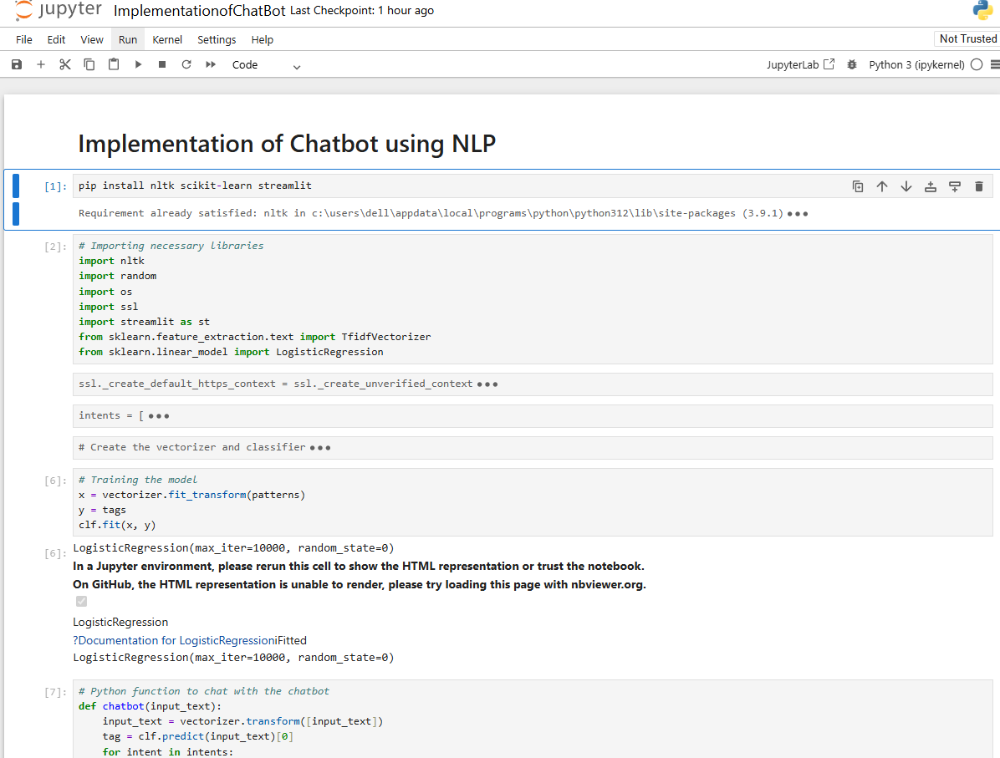 jupyter ImplementationofChatBot Last Checkpoint: 1 hour ago
File Edit View Run Kernel Settings Help
Not Trusted
Code
JupyterLab
Python 3 (ipykernel)
Implementation of Chatbot using NLP
[1]:
pip install nltk scikit-learn streamlit
Requirement already satisfied: nltk in c:\users\dell\appdata\local\programs\python\python312\lib\site-packages (3.9.1) •••
[2]:
# Importing necessary libraries
import nltk
import random
import os
import ssl
import streamlit as st
from sklearn.feature_extraction.text import TfidfVectorizer
from sklearn.linear_model import LogisticRegression
ssl._create_default_https_context = ssl._create_unverified_context •••
intents = [ •••
# Create the vectorizer and classifier •••
[6]:
# Training the model
x = vectorizer.fit_transform(patterns)
y = tags
clf.fit(x, y)
[6]:
LogisticRegression(max_iter=10000, random_state=0)
In a Jupyter environment, please rerun this cell to show the HTML representation or trust the notebook.
On GitHub, the HTML representation is unable to render, please try loading this page with nbviewer.org.
LogisticRegression
?Documentation for LogisticRegressioniFitted
LogisticRegression(max_iter=10000, random_state=0)
[7]:
# Python function to chat with the chatbot
def chatbot(input_text):
    input_text = vectorizer.transform([input_text])
    tag = clf.predict(input_text)[0]
    for intent in intents: